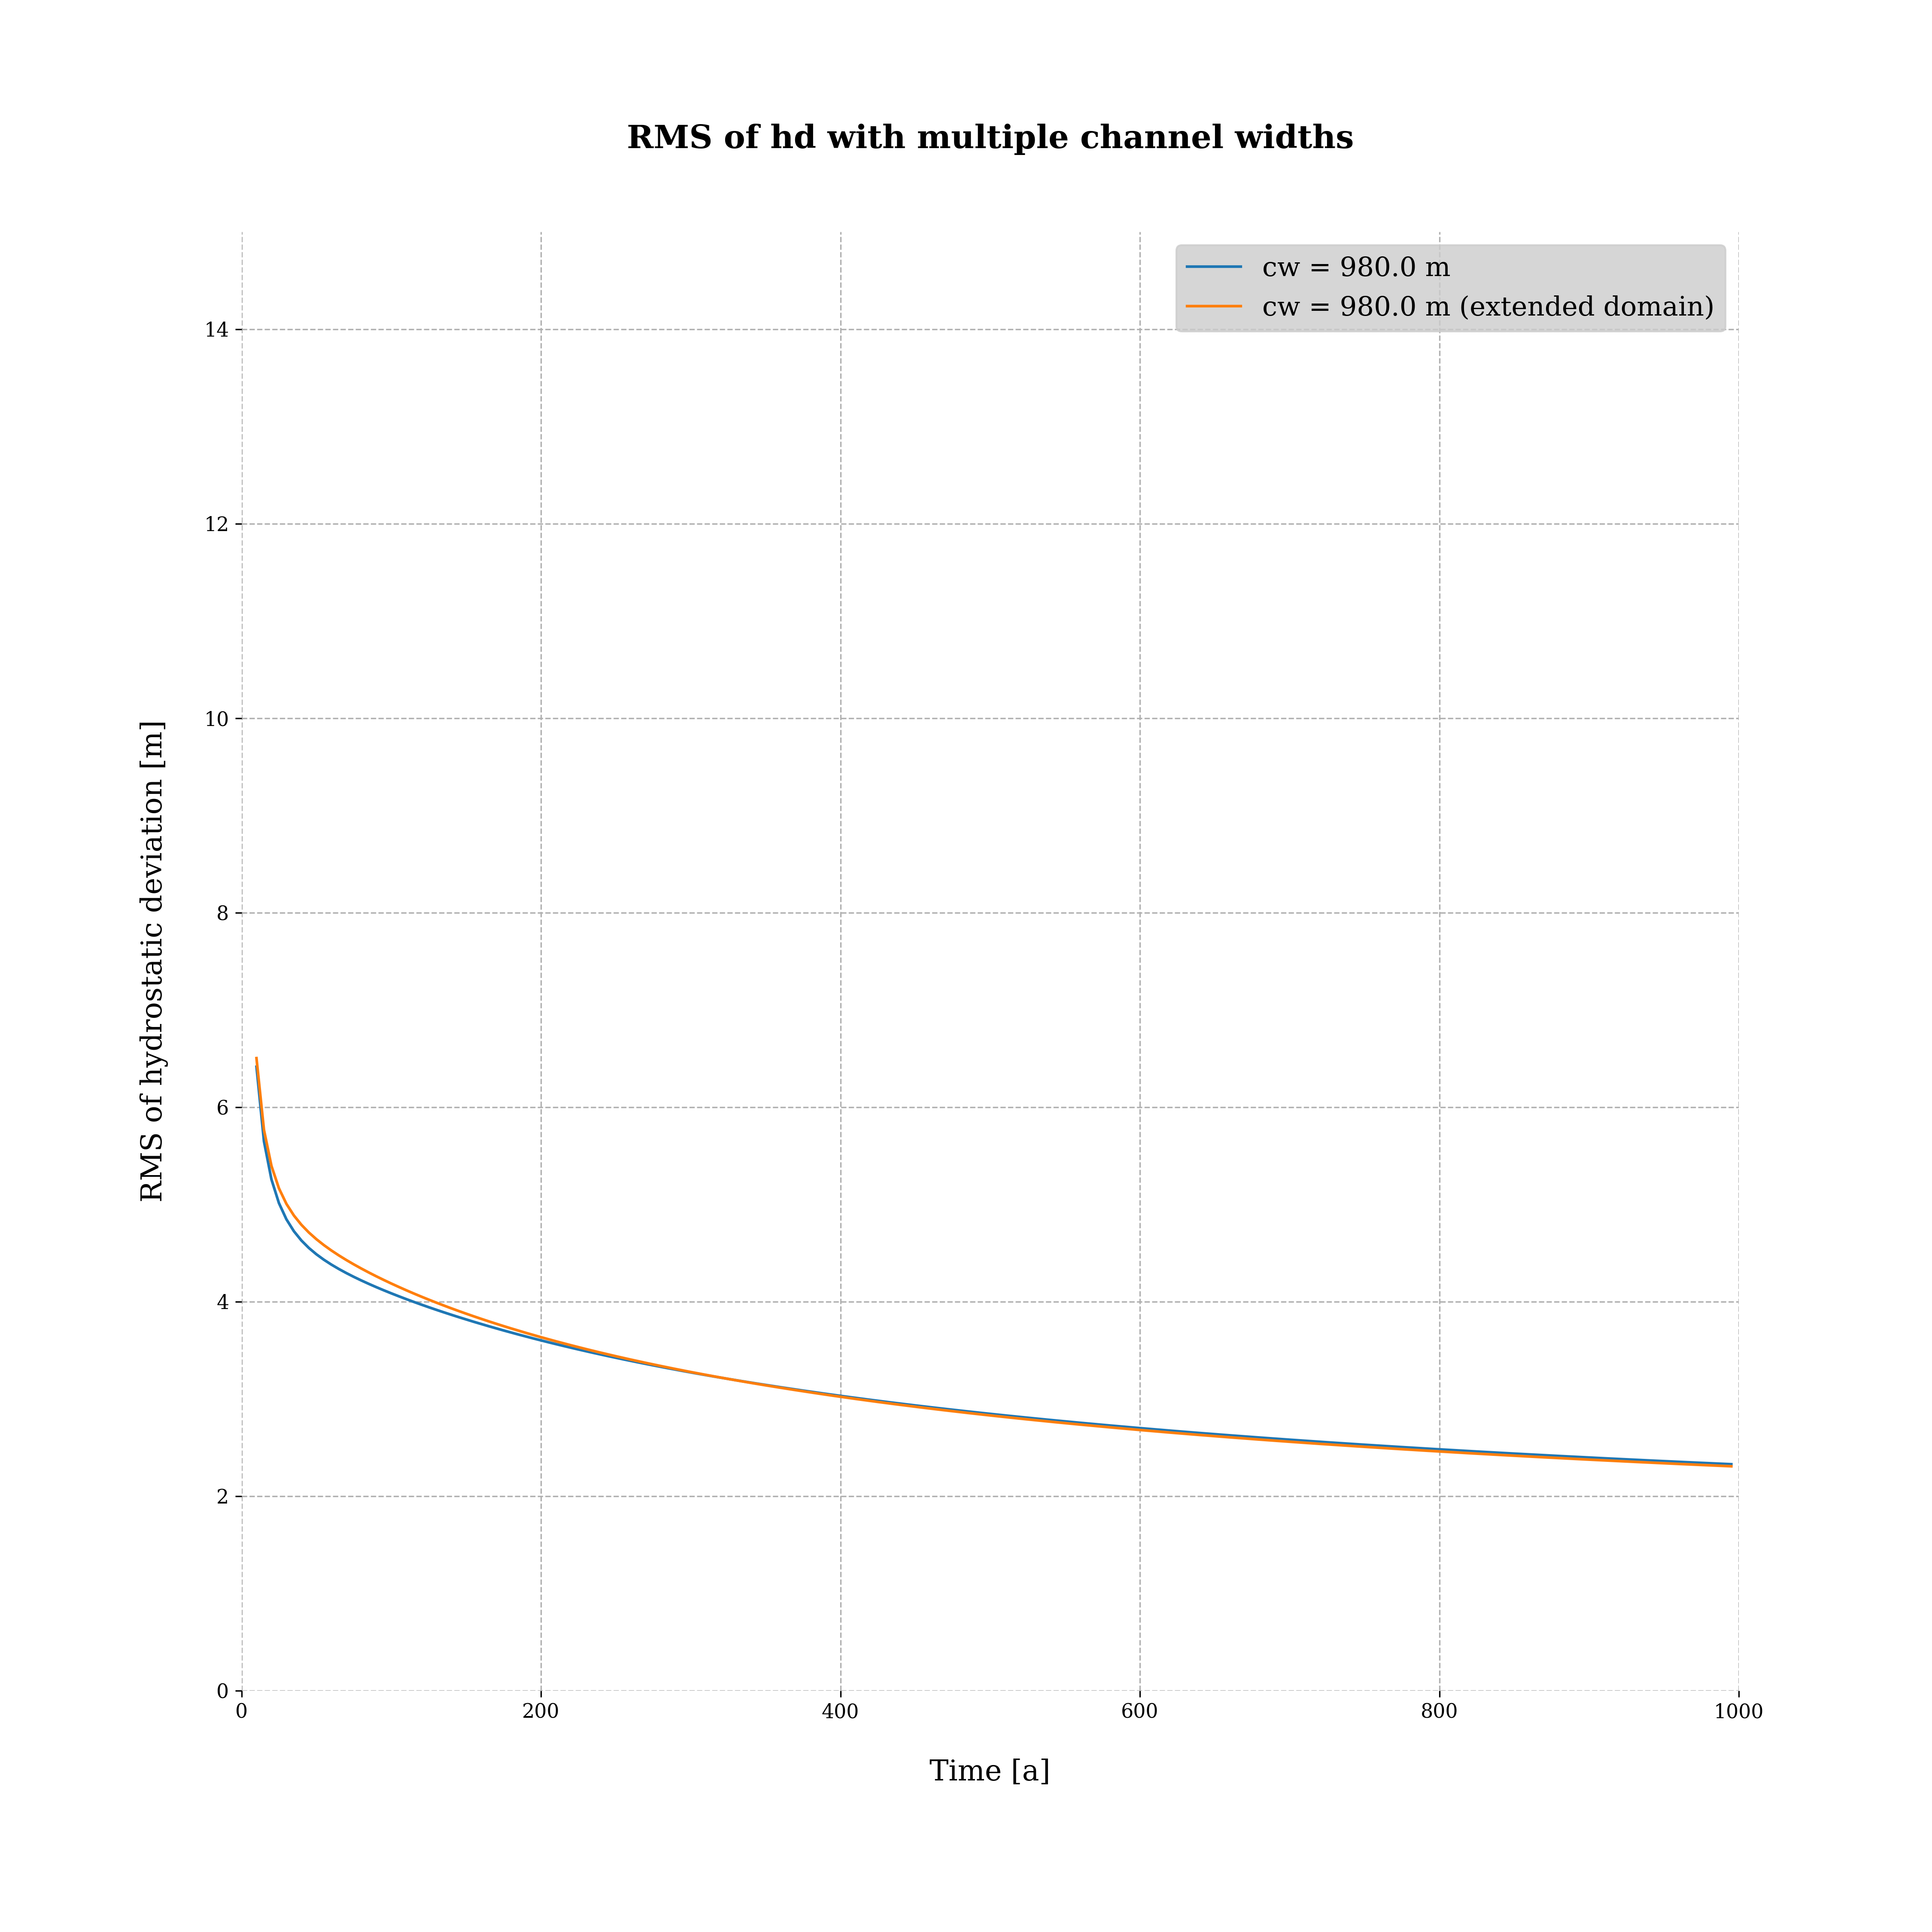 RMS of hd with multiple channel widths
cw = 980.0 m
cw = 980.0 m (extended domain)
RMS of hydrostatic deviation [m]
14
12
10
8
6
4
2
0
0 200 400 600 800 1000
Time [a]